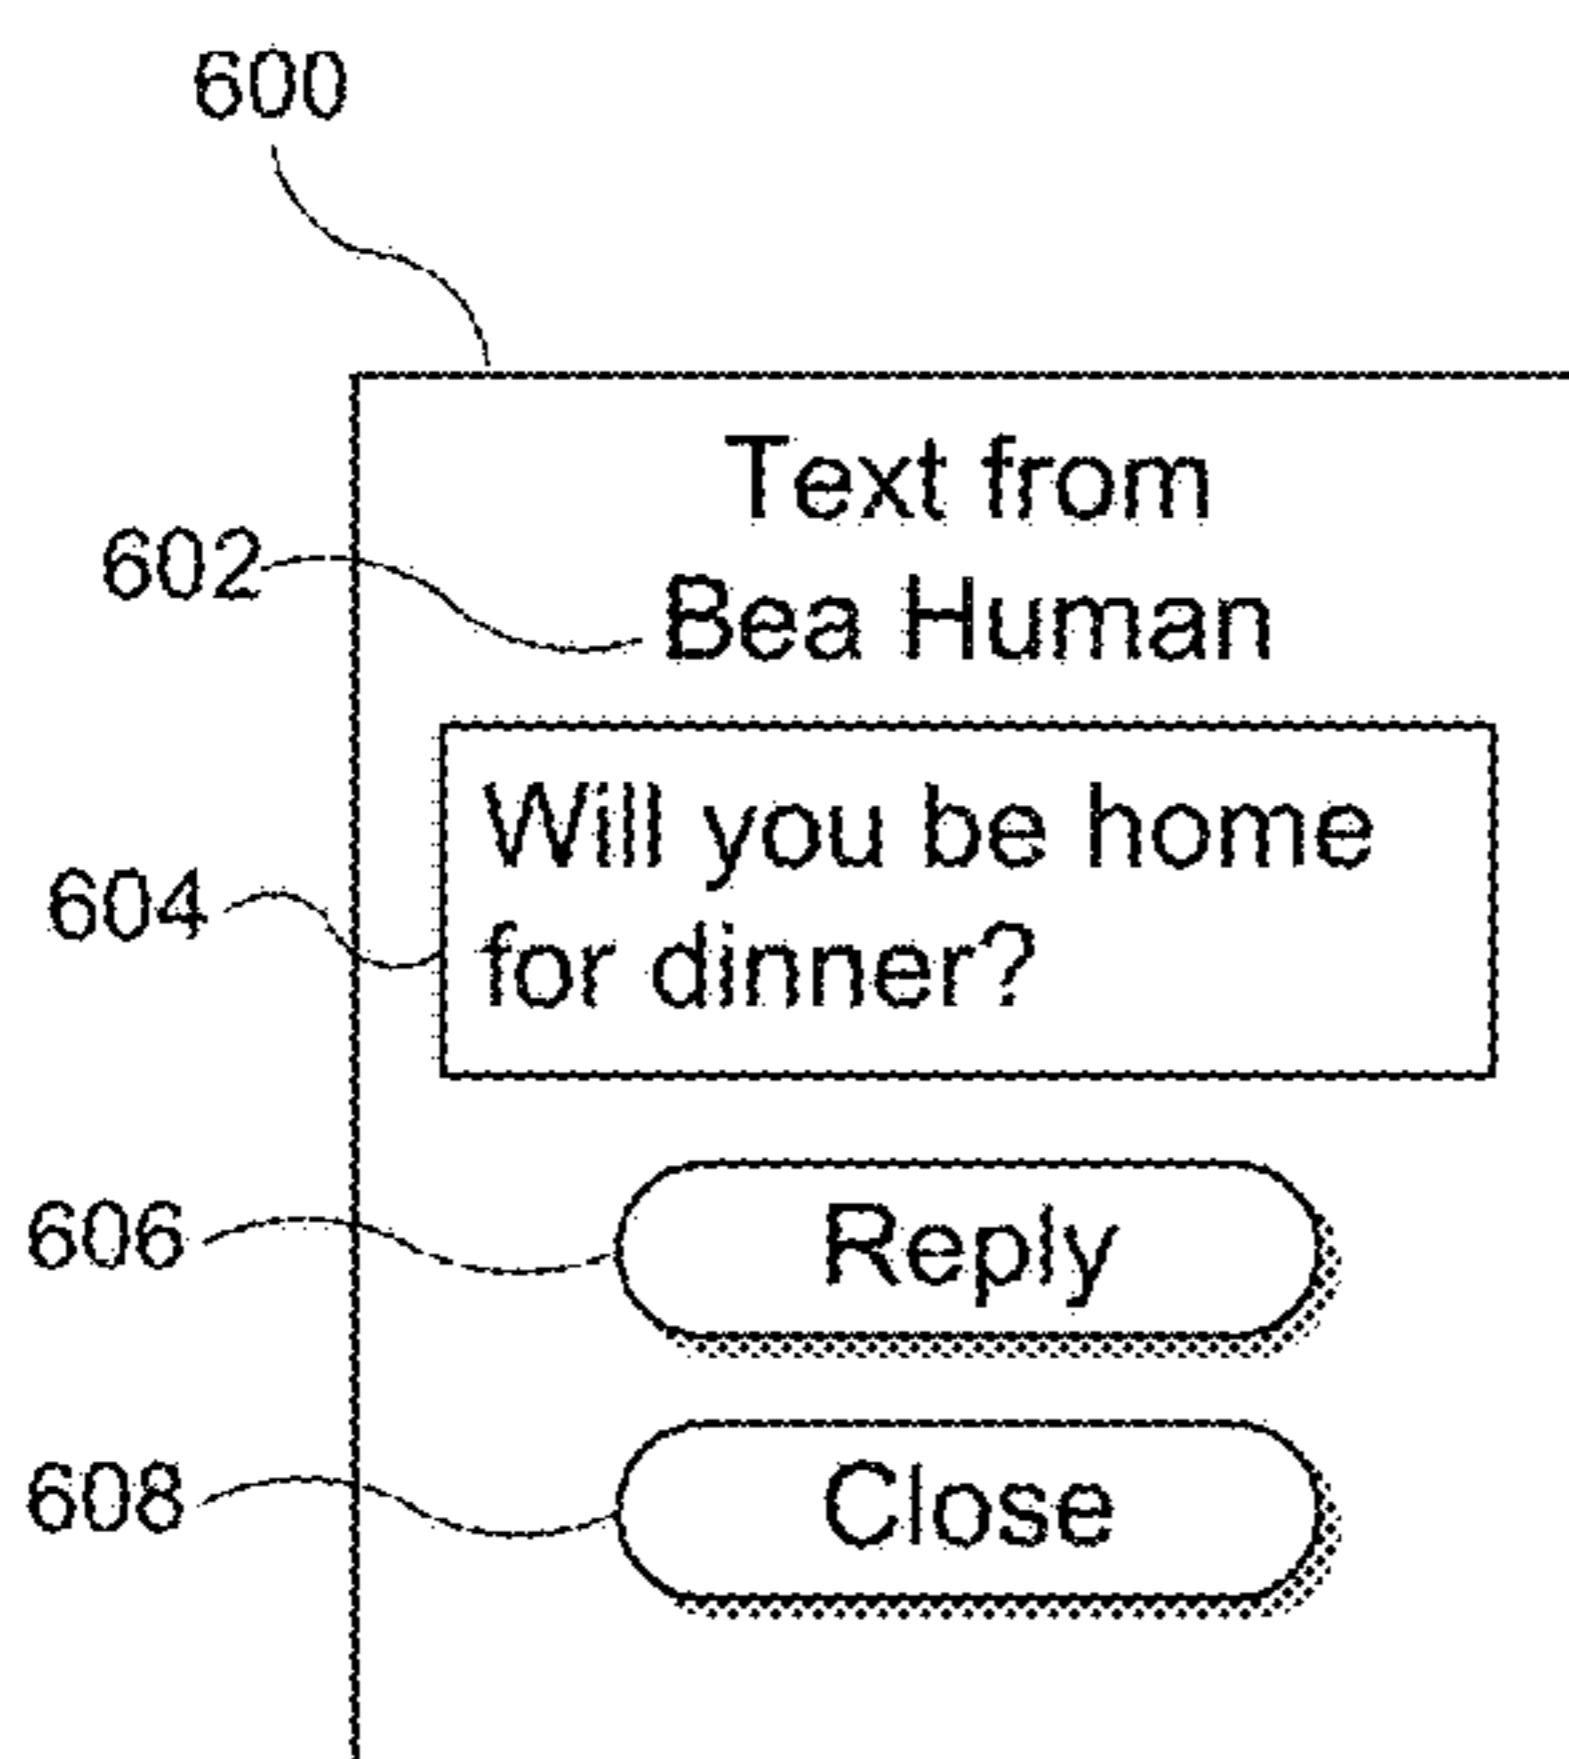 600
Text from
602 Bea Human
Will you be home
604
for dinner?
606 Reply
608 Close